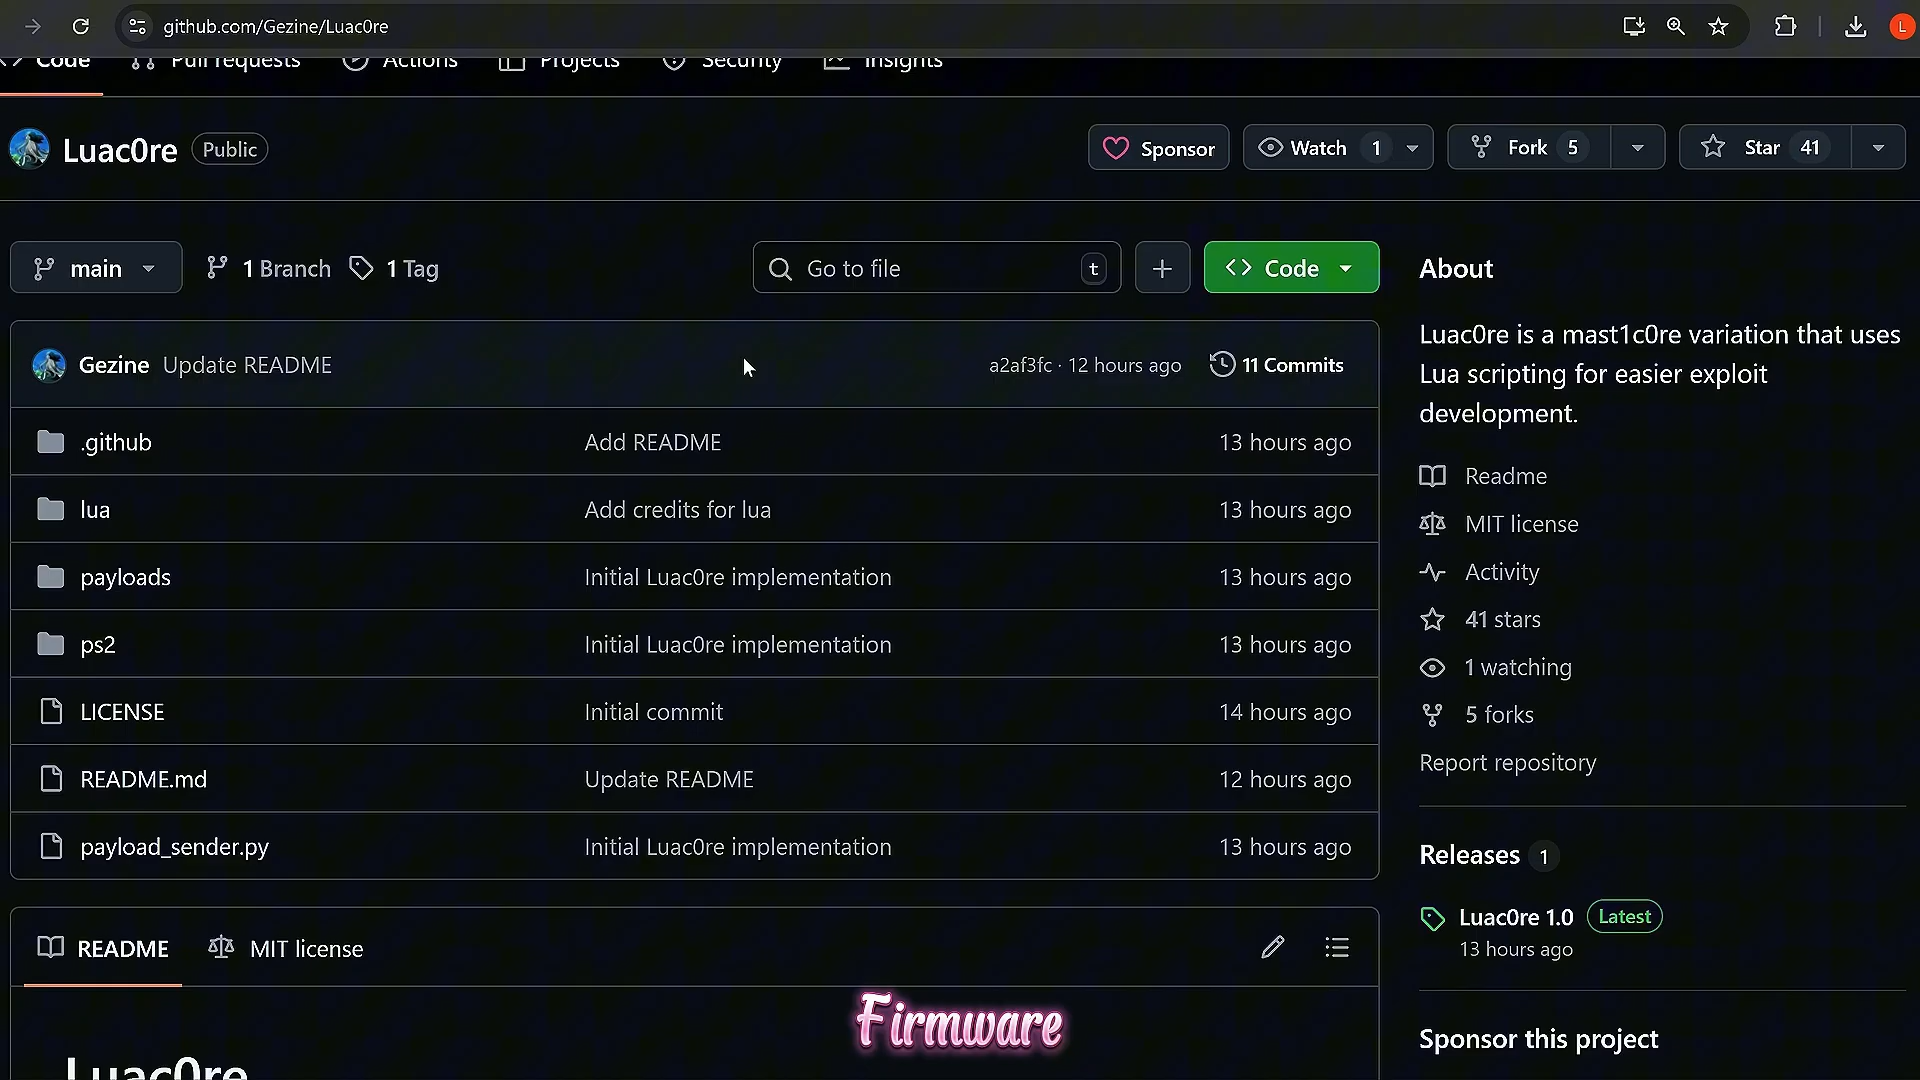 github.com/Gezine/Luac0re
L
Code Pull requests Actions Projects Security Insights
Luac0re Public
Sponsor Watch 1 Fork 5 Star 41
main 1 Branch 1 Tag Go to file t Code
Gezine Update README a2af3fc · 12 hours ago 11 Commits
.github Add README 13 hours ago
lua Add credits for lua 13 hours ago
payloads Initial Luac0re implementation 13 hours ago
ps2 Initial Luac0re implementation 13 hours ago
LICENSE Initial commit 14 hours ago
README.md Update README 12 hours ago
payload_sender.py Initial Luac0re implementation 13 hours ago
README MIT license
Luac0re
Firmware
About
Luac0re is a mast1c0re variation that uses
Lua scripting for easier exploit
development.
Readme
MIT license
Activity
41 stars
1 watching
5 forks
Report repository
Releases 1
Luac0re 1.0 Latest
13 hours ago
Sponsor this project